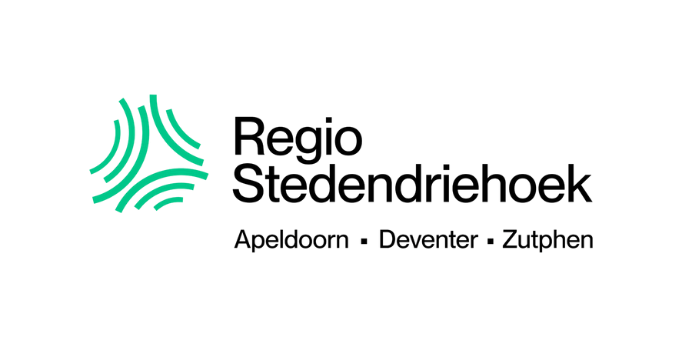 Regio
Stedendriehoek
Apeldoorn ▪ Deventer ▪ Zutphen